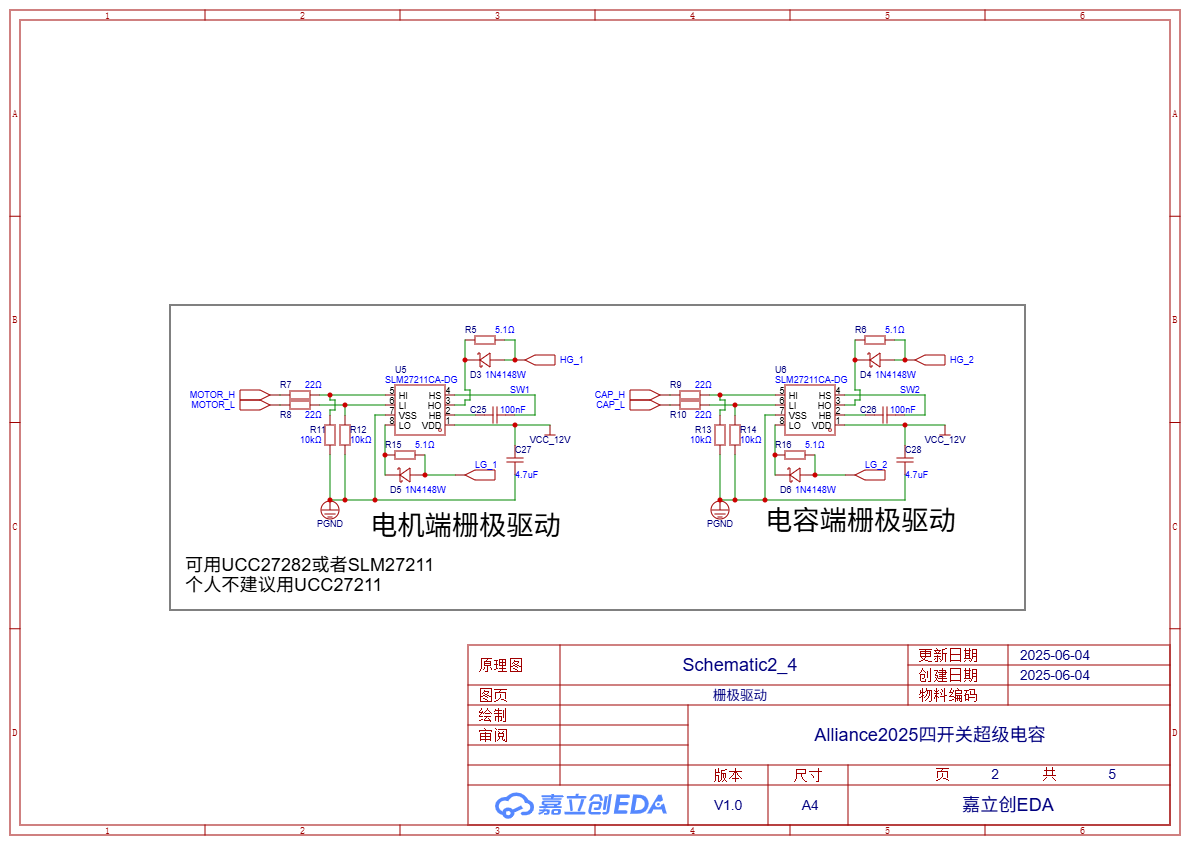 1 2 3 4 5 6
A A
B B
R5 5.1Ω
HG_1
D3 1N4148W
U5
SLM27211CA-DG
MOTOR_H
MOTOR_L
R7 22Ω
R8 22Ω
5 HI HS 4
6 LI HO 3
7 VSS HB 2
8 LO VDD 1
SW1
C25 100nF
R11
10kΩ
R12
10kΩ
R15 5.1Ω
VCC_12V
C27
4.7uF
LG_1
D5 1N4148W
PGND
电机端栅极驱动
R6 5.1Ω
HG_2
D4 1N4148W
U6
SLM27211CA-DG
CAP_H
CAP_L
R9 22Ω
R10 22Ω
5 HI HS 4
6 LI HO 3
7 VSS HB 2
8 LO VDD 1
SW2
C26 100nF
R13
10kΩ
R14
10kΩ
R16 5.1Ω
VCC_12V
C28
4.7uF
LG_2
D6 1N4148W
PGND
电容端栅极驱动
C C
可用UCC27282或者SLM27211
个人不建议用UCC27211
原理图 Schematic2_4 更新日期 2025-06-04
创建日期 2025-06-04
图页 栅极驱动 物料编码
绘制
审阅
Alliance2025四开关超级电容
D D
版本 尺寸 页 2 共 5
嘉立创EDA V1.0 A4 嘉立创EDA
1 2 3 4 5 6